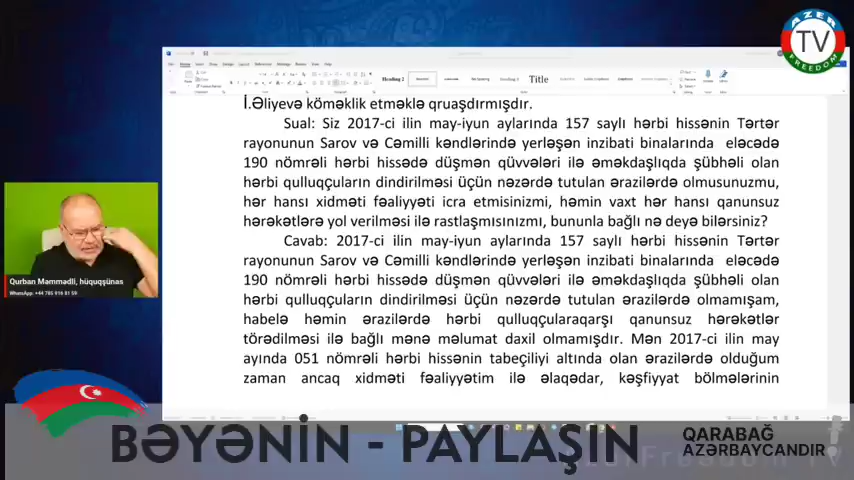 AZER
TV
FREEDOM
Heading 2
Title
İ.Əliyevə köməklik etməklə qruaşdırmışdır.
Sual: Siz 2017-ci ilin may-iyun aylarında 157 saylı hərbi hissənin Tərtər
rayonunun Sarov və Cəmilli kəndlərində yerləşən inzibati binalarında eləcədə
190 nömrəli hərbi hissədə düşmən qüvvələri ilə əməkdaşlıqda şübhəli olan
hərbi qulluqçuların dindirilməsi üçün nəzərdə tutulan ərazilərdə olmusunuzmu,
hər hansı xidməti fəaliyyəti icra etmisinizmi, həmin vaxt hər hansı qanunsuz
hərəkətlərə yol verilməsi ilə rastlaşmısınızmı, bununla bağlı nə deyə bilərsiniz?
Cavab: 2017-ci ilin may-iyun aylarında 157 saylı hərbi hissənin Tərtər
rayonunun Sarov və Cəmilli kəndlərində yerləşən inzibati binalarında eləcədə
190 nömrəli hərbi hissədə düşmən qüvvələri ilə əməkdaşlıqda şübhəli olan
hərbi qulluqçuların dindirilməsi üçün nəzərdə tutulan ərazilərdə olmamışam,
habelə həmin ərazilərdə hərbi qulluqçularaqarşı qanunsuz hərəkətlər
törədilməsi ilə bağlı mənə məlumat daxil olmamışdır. Mən 2017-ci ilin may
ayında 051 nömrəli hərbi hissənin tabeçiliyi altında olan ərazilərdə olduğum
zaman ancaq xidməti fəaliyyətim ilə əlaqədar, kəşfiyyat bölmələrinin
Qurban Məmmədli, hüquqşünas
WhatsApp: +44 785 916 81 59
BƏYƏNİN - PAYLAŞIN
QARABAĞ
AZƏRBAYCANDIR!